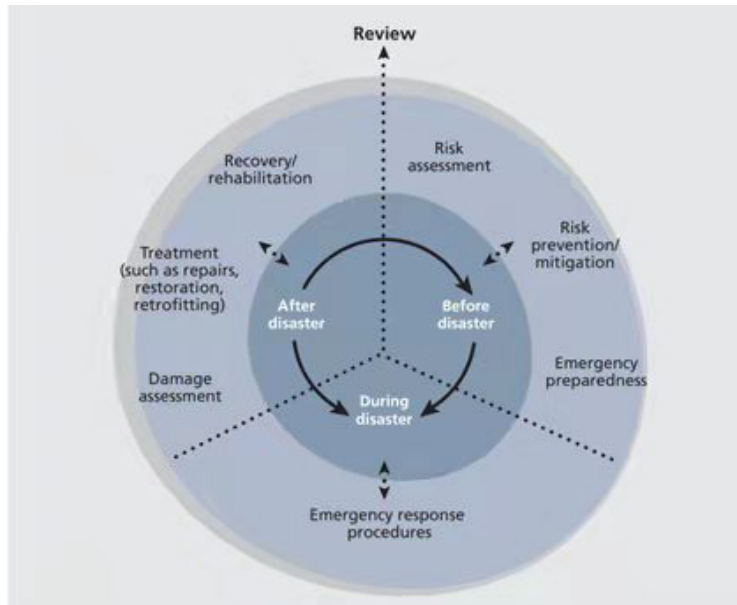 Review
Recovery/
rehabilitation
Risk
assessment
Treatment
(such as repairs,
restoration,
retrofitting)
Risk
prevention/
mitigation
After
disaster
Before
disaster
Damage
assessment
Emergency
preparedness
During
disaster
Emergency response
procedures